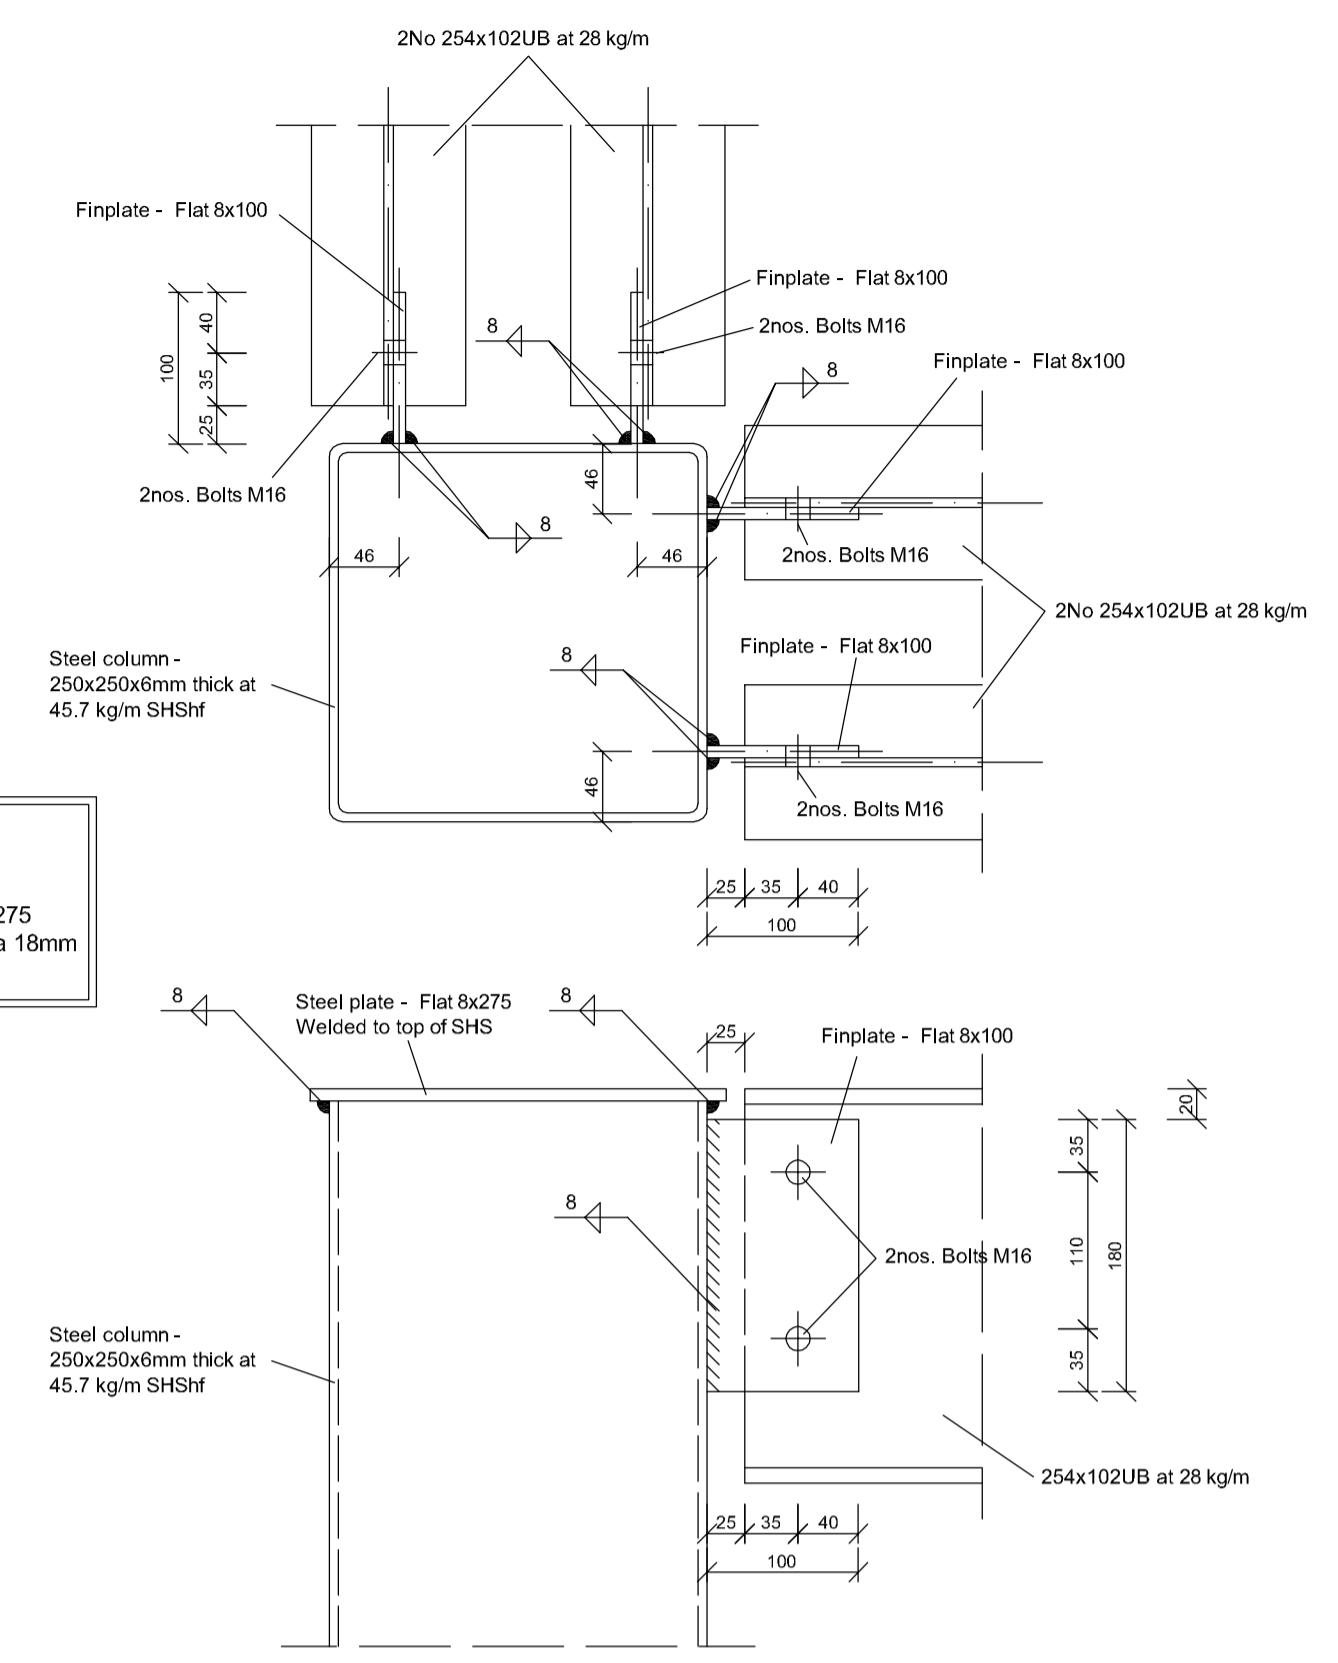 2No 254x102UB at 28 kg/m
Finplate - Flat 8x100
Finplate - Flat 8x100
8
2nos. Bolts M16
Finplate - Flat 8x100
8
40
100
35
25
46
2nos. Bolts M16
8
46
46
2nos. Bolts M16
2No 254x102UB at 28 kg/m
Finplate - Flat 8x100
8
Steel column -
250x250x6mm thick at
45.7 kg/m SHShf
46
2nos. Bolts M16
25 35 40
100
275
a 18mm
8
Steel plate - Flat 8x275
Welded to top of SHS
8
25
Finplate - Flat 8x100
20
35
8
110
180
2nos. Bolts M16
35
Steel column -
250x250x6mm thick at
45.7 kg/m SHShf
254x102UB at 28 kg/m
25 35 40
100